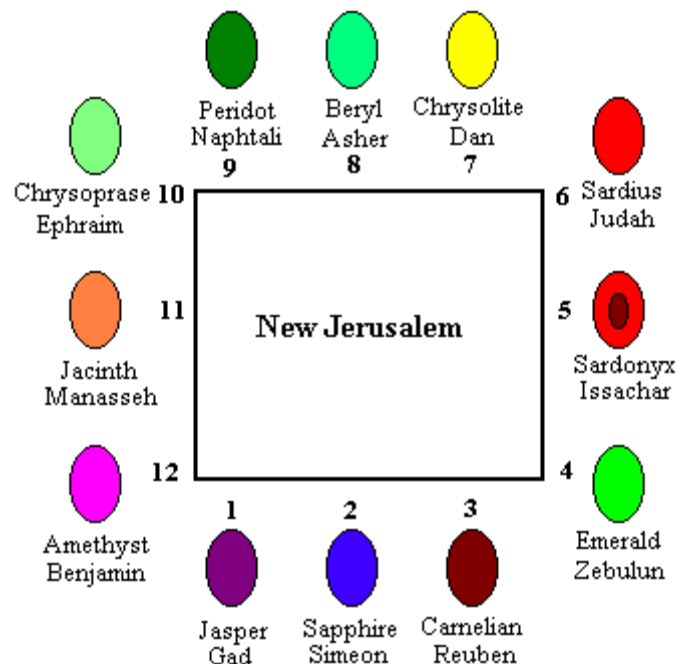 Peridot
Naphtali
9
Beryl
Asher
8
Chrysolite
Dan
7
Chrysoprase
Ephraim
10
6
Sardius
Judah
New Jerusalem
11
Jacinth
Manasseh
5
Sardonyx
Issachar
12
Amethyst
Benjamin
4
Emerald
Zebulun
1
Jasper
Gad
2
Sapphire
Simeon
3
Carnelian
Reuben